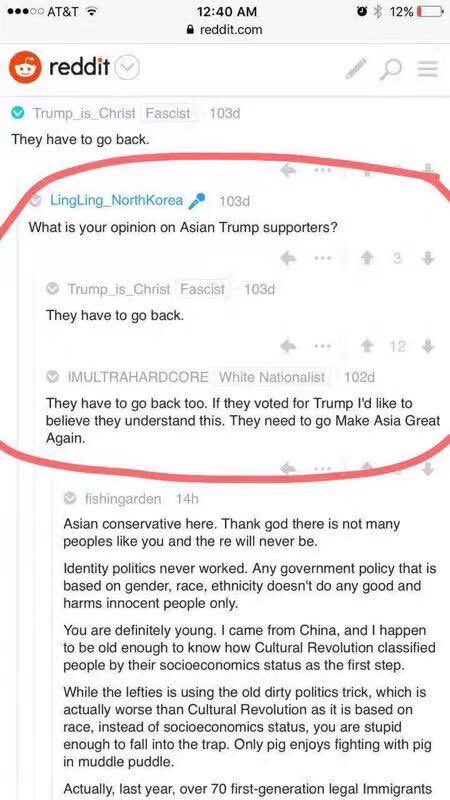 AT&T 12:40 AM 12%
reddit.com
reddit
Trump_is_Christ Fascist 103d
They have to go back.
LingLing_NorthKorea 103d
What is your opinion on Asian Trump supporters?
3
Trump_is_Christ Fascist 103d
They have to go back.
12
IMULTRAHARDCORE White Nationalist 102d
They have to go back too. If they voted for Trump I'd like to
believe they understand this. They need to go Make Asia Great
Again.
fishingarden 14h
Asian conservative here. Thank god there is not many
peoples like you and the re will never be.
Identity politics never worked. Any government policy that is
based on gender, race, ethnicity doesn't do any good and
harms innocent people only.
You are definitely young. I came from China, and I happen
to be old enough to know how Cultural Revolution classified
people by their socioeconomics status as the first step.
While the lefties is using the old dirty politics trick, which is
actually worse than Cultural Revolution as it is based on
race, instead of socioeconomics status, you are stupid
enough to fall into the trap. Only pig enjoys fighting with pig
in muddle puddle.
Actually, last year, over 70 first-generation legal Immigrants